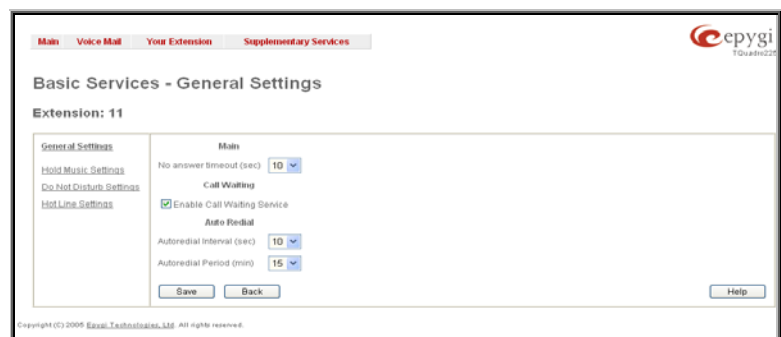 Main Voice Mail Your Extension Supplementary Services
epygi
TQuadro225
Basic Services - General Settings
Extension: 11
General Settings
Hold Music Settings
Do Not Disturb Settings
Hot Line Settings
Main
No answer timeout (sec) 10
Call Waiting
Enable Call Waiting Service
Auto Redial
Autoredial Interval (sec) 10
Autoredial Period (min) 15
Save Back Help
Copyright (C) 2005 Epygi Technologies, Ltd. All rights reserved.